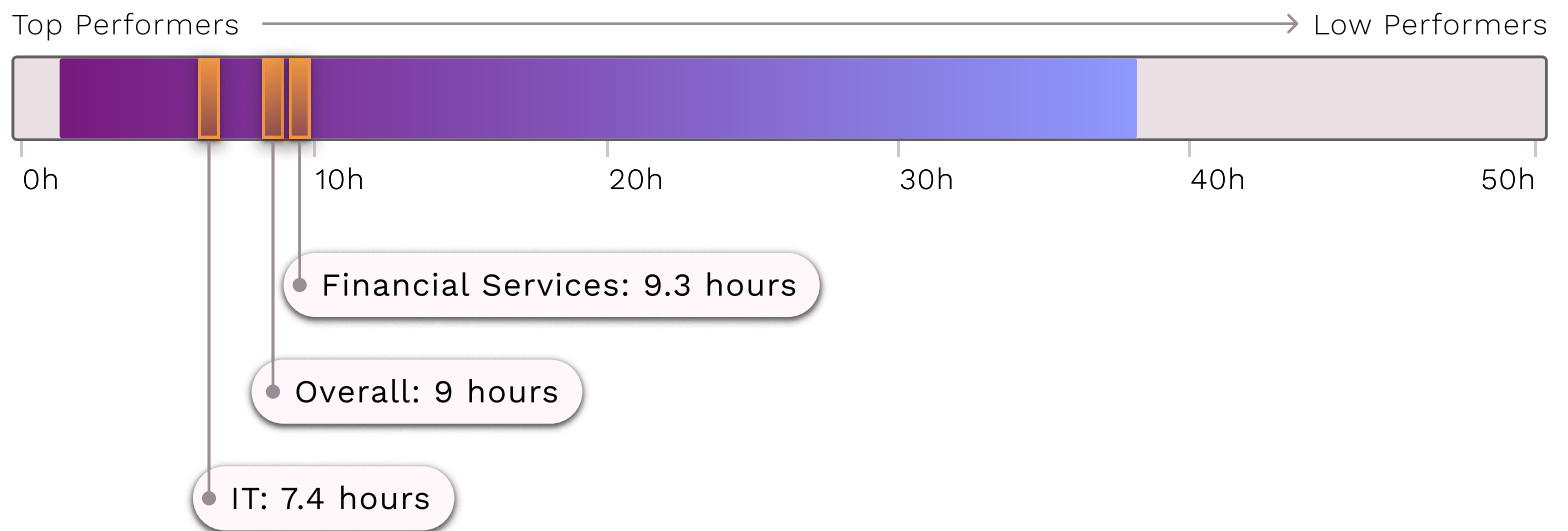 Top Performers
Low Performers
0h
10h
20h
30h
40h
50h
Financial Services: 9.3 hours
Overall: 9 hours
IT: 7.4 hours